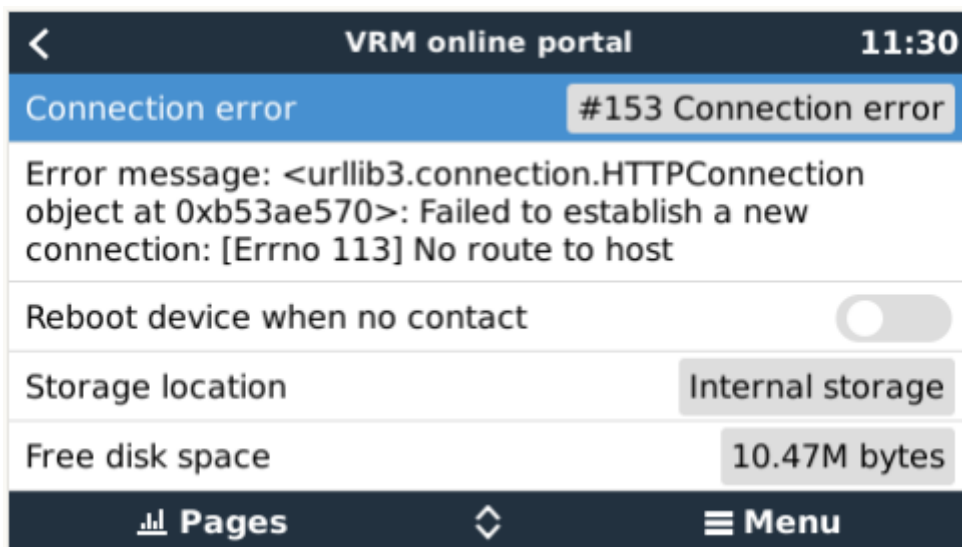 VRM online portal 11:30
Connection error #153 Connection error
Error message: <urllib3.connection.HTTPConnection
object at 0xb53ae570>: Failed to establish a new
connection: [Errno 113] No route to host
Reboot device when no contact
Storage location Internal storage
Free disk space 10.47M bytes
Pages Menu